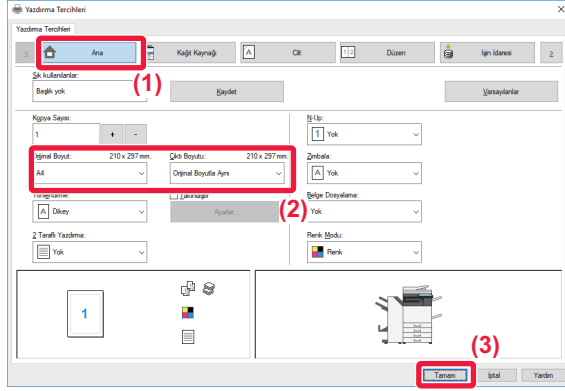 Yazdırma Tercihleri
Yazdırma Tercihleri
Ana Kağıt Kaynağı Cilt Düzen İşin İdaresi
(1)
Sık kullanılanlar:
Başlık yok Kaydet Varsayılanlar
Kopya Sayısı: N-Up:
1 + - 1 Yok
Orijinal Boyut: 210 x 297 mm. Çıktı Boyutu: 210 x 297 mm. Zımbala:
A4 Orijinal Boyutla Aynı Yok
(2)
Yönlendirme: Yakınlaştır Belge Dosyalama:
A Dikey Ayarlar... Yok
2 Taraflı Yazdırma: Renk Modu:
Yok Renk
1
(3)
Tamam İptal Yardım